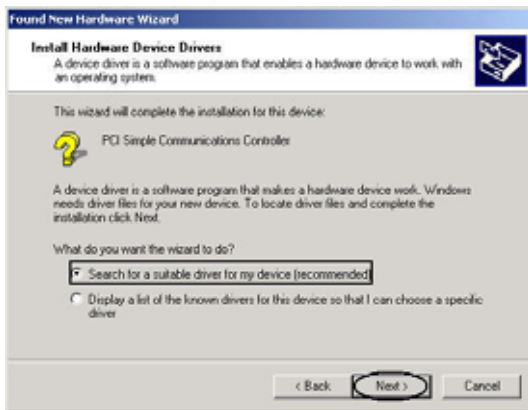 Found New Hardware Wizard
Install Hardware Device Drivers
A device driver is a software program that enables a hardware device to work with
an operating system.
This wizard will complete the installation for this device:
PCI Simple Communications Controller
A device driver is a software program that makes a hardware device work. Windows
needs driver files for your new device. To locate driver files and complete the
installation click Next.
What do you want the wizard to do?
Search for a suitable driver for my device (recommended)
Display a list of the known drivers for this device so that I can choose a specific
driver
< Back
Next >
Cancel